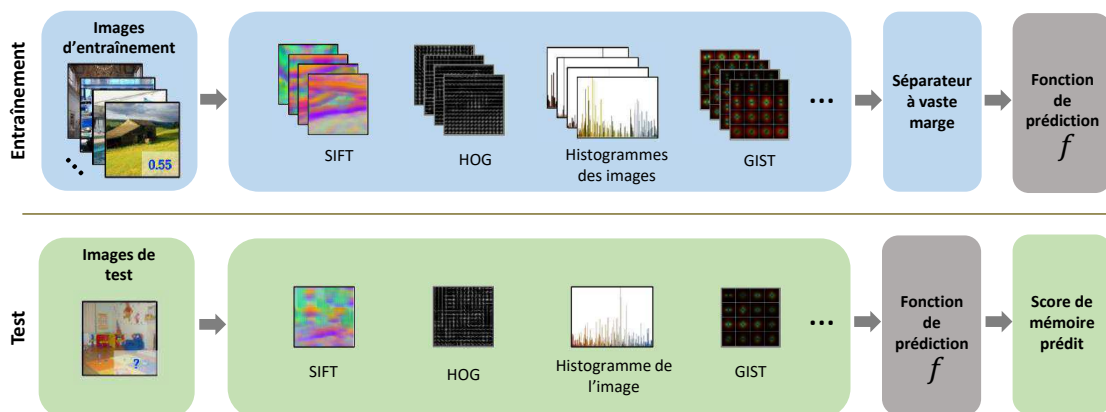 Entraînement
Images
d'entraînement
0.55
SIFT
HOG
Histogrammes
des images
GIST
...
Séparateur
à vaste
marge
Fonction
de
prédiction
f
Test
Images de
test
?
SIFT
HOG
Histogramme de
l'image
GIST
...
Fonction
de
prédiction
f
Score de
mémoire
prédit